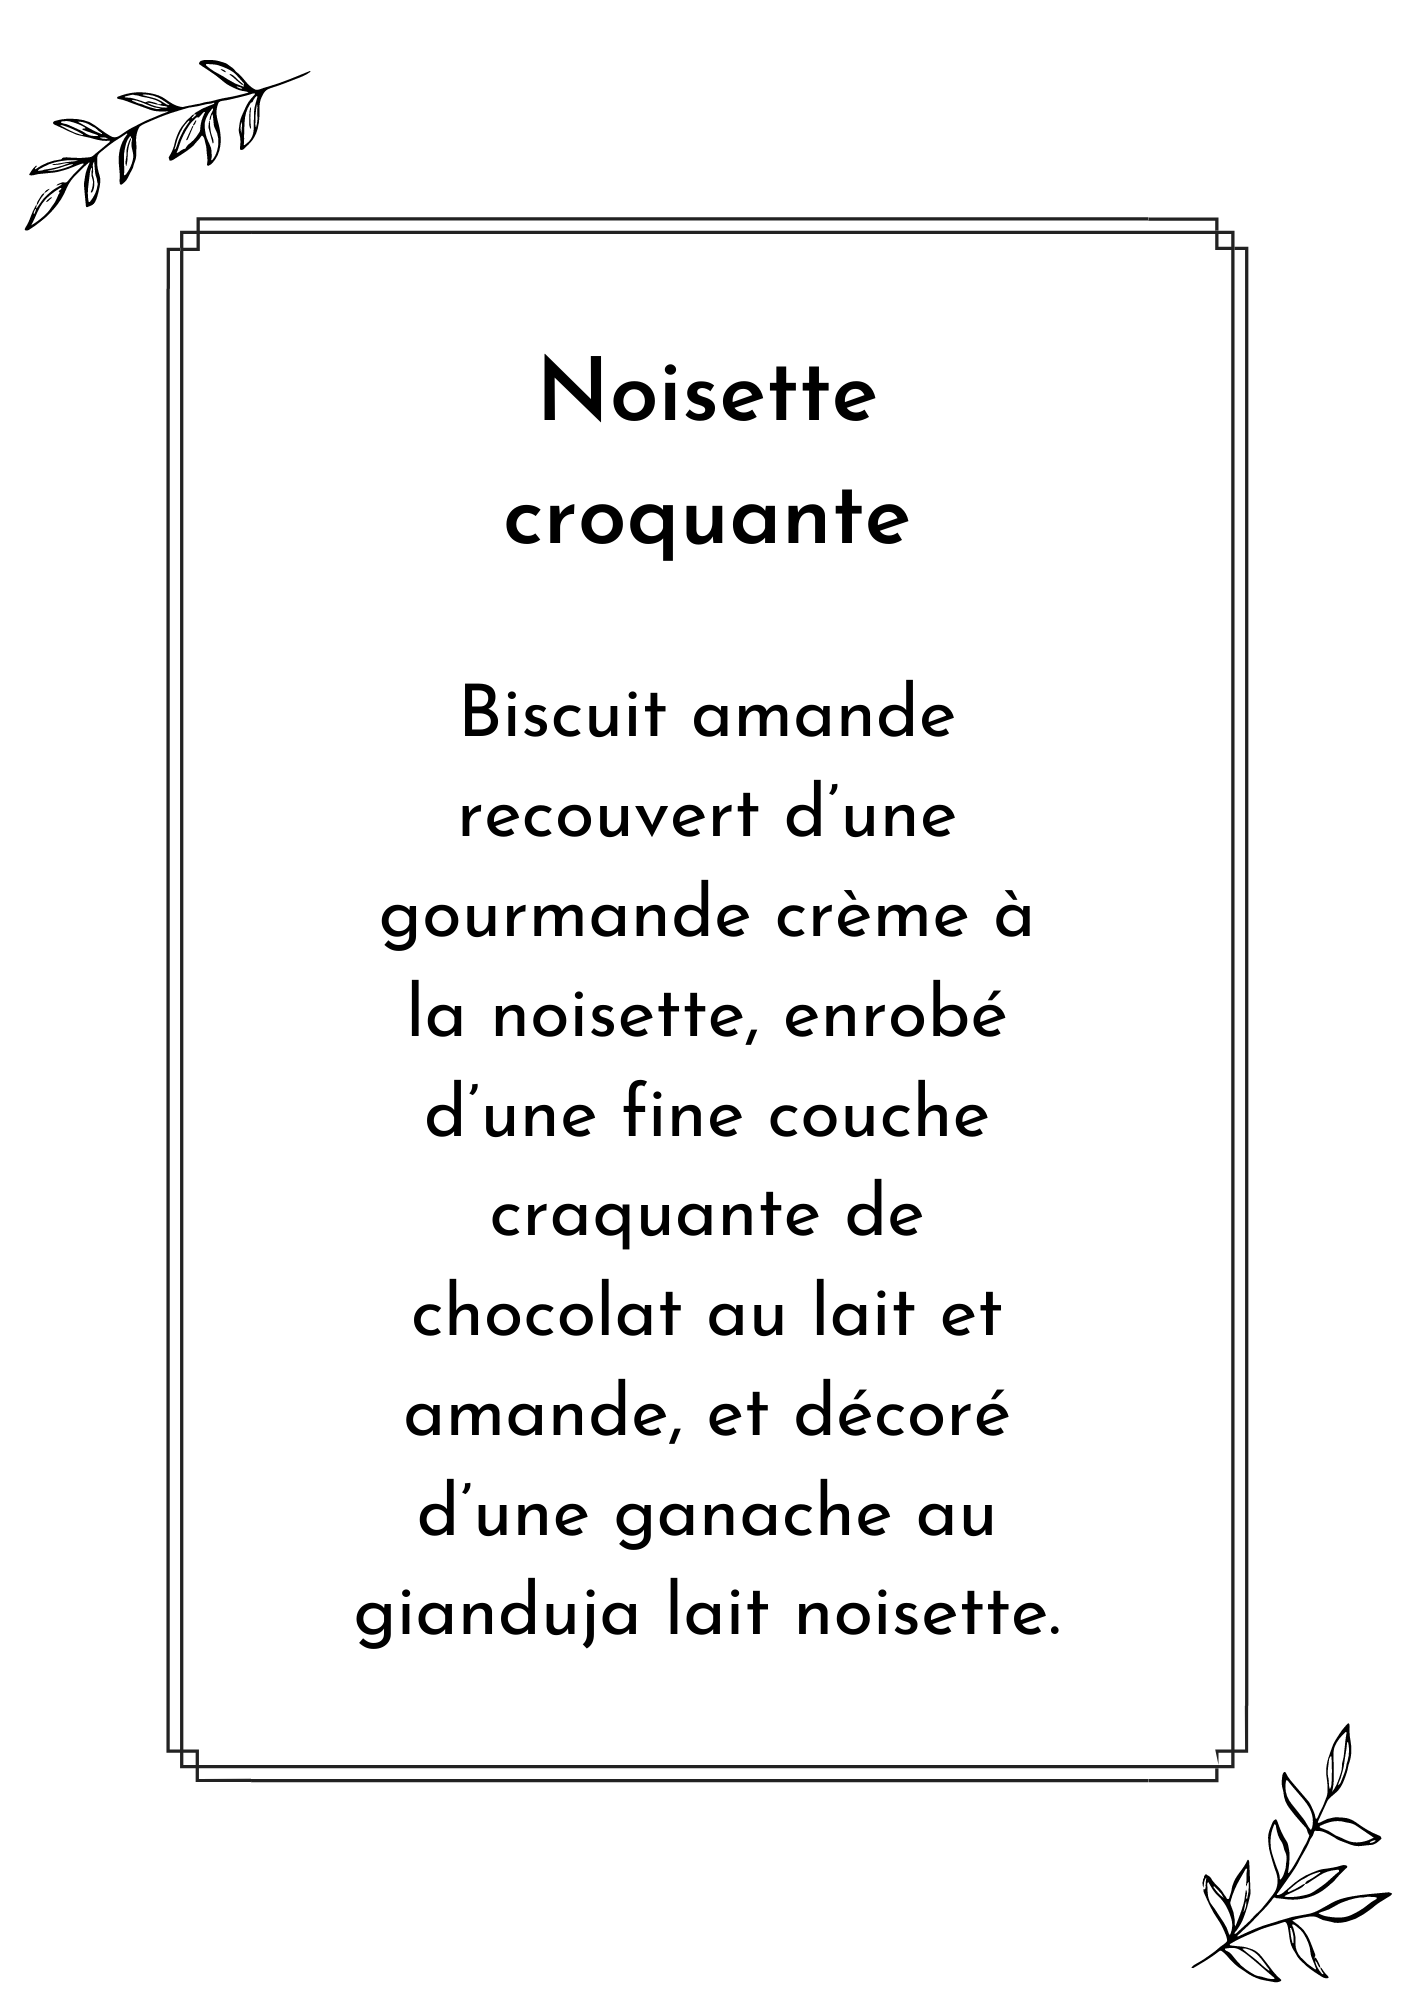 Noisette
croquante
Biscuit amande
recouvert d’une
gourmande crème à
la noisette, enrobé
d’une fine couche
craquante de
chocolat au lait et
amande, et décoré
d’une ganache au
gianduja lait noisette.